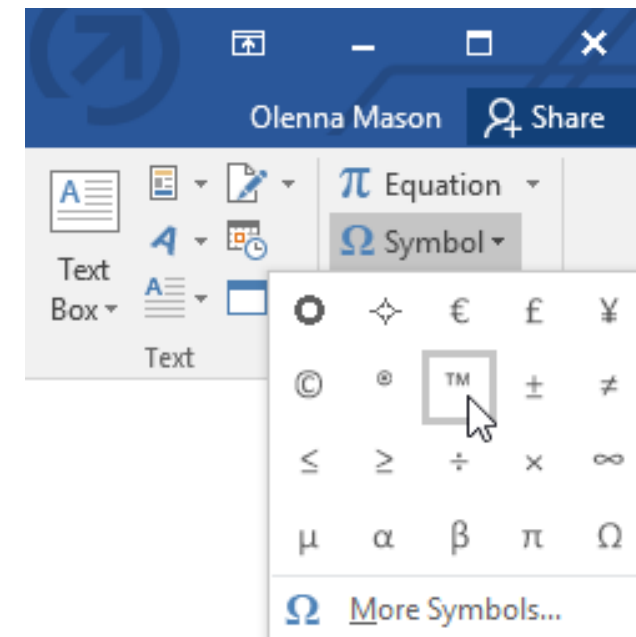 Olenna Mason Share
π Equation
Ω Symbol
Text
Box
Text
€ £ ¥
© ® ™ ± ≠
≤ ≥ ÷ × ∞
µ α β π Ω
Ω More Symbols...